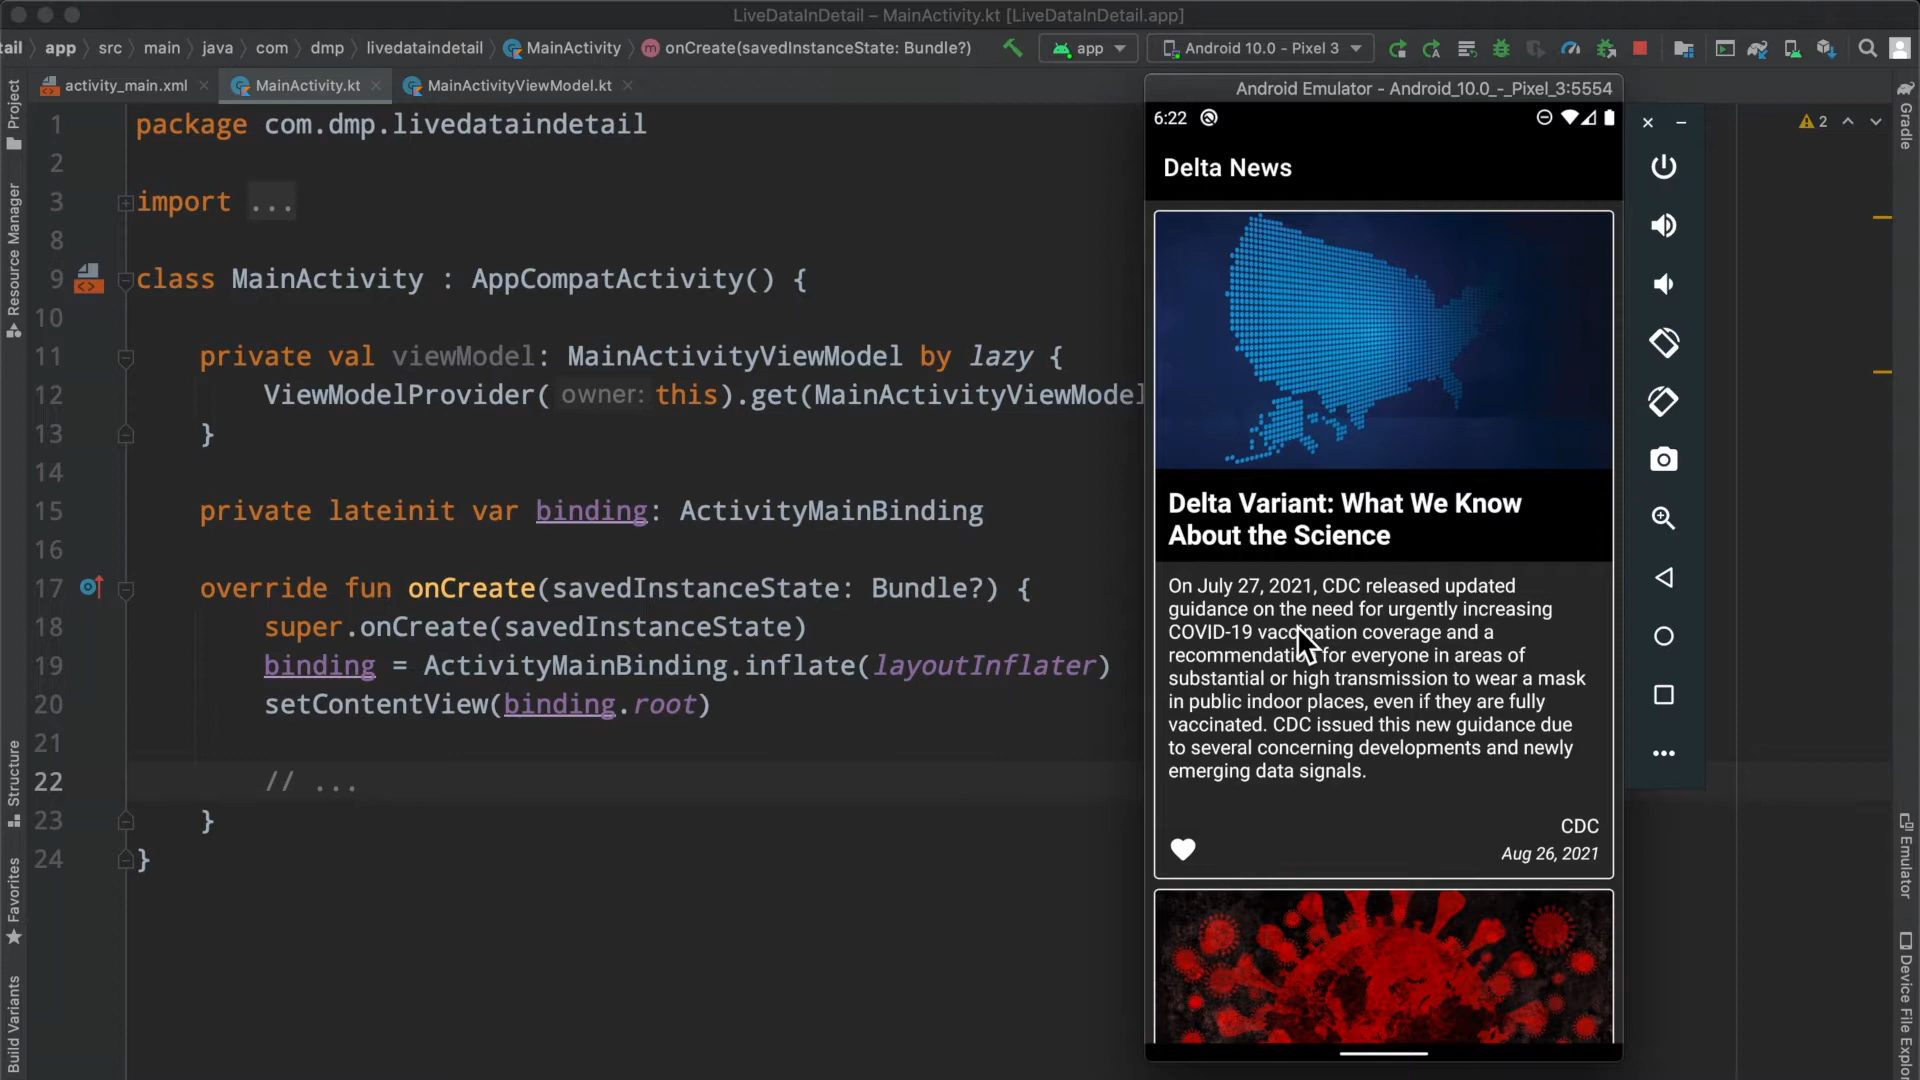 LiveDataInDetail – MainActivity.kt [LiveDataInDetail.app]
tail app src main java com dmp livedataindetail MainActivity onCreate(savedInstanceState: Bundle?) app Android 10.0 - Pixel 3
activity_main.xml MainActivity.kt MainActivityViewModel.kt
Project
Resource Manager
Structure
Favorites
Build Variants
1 package com.dmp.livedataindetail
2
3 import ...
8
9 class MainActivity : AppCompatActivity() {
10
11 private val viewModel: MainActivityViewModel by lazy {
12 ViewModelProvider( owner: this).get(MainActivityViewModel
13 }
14
15 private lateinit var binding: ActivityMainBinding
16
17 override fun onCreate(savedInstanceState: Bundle?) {
18 super.onCreate(savedInstanceState)
19 binding = ActivityMainBinding.inflate(layoutInflater)
20 setContentView(binding.root)
21
22 // ...
23 }
24 }
Android Emulator - Android_10.0_-_Pixel_3:5554
6:22
Delta News
Delta Variant: What We Know
About the Science
On July 27, 2021, CDC released updated
guidance on the need for urgently increasing
COVID-19 vaccination coverage and a
recommendation for everyone in areas of
substantial or high transmission to wear a mask
in public indoor places, even if they are fully
vaccinated. CDC issued this new guidance due
to several concerning developments and newly
emerging data signals.
CDC
Aug 26, 2021
2
Gradle
Emulator
Device File Explor